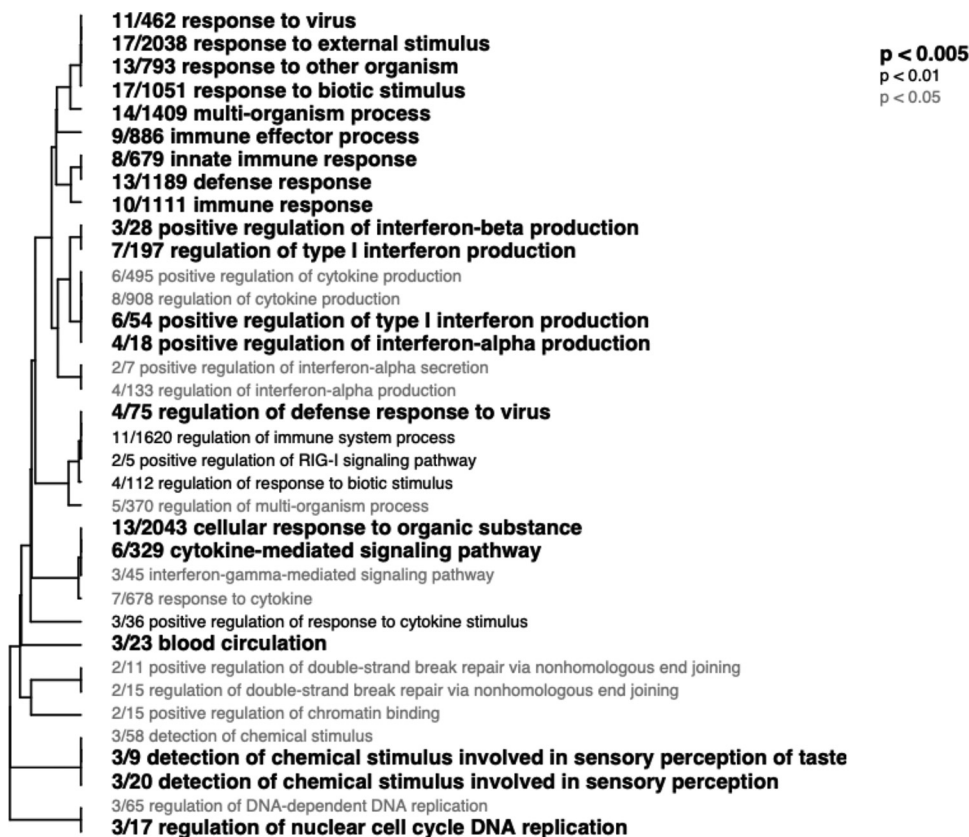 11/462 response to virus
17/2038 response to external stimulus
13/793 response to other organism
17/1051 response to biotic stimulus
14/1409 multi-organism process
9/886 immune effector process
8/679 innate immune response
13/1189 defense response
10/1111 immune response
3/28 positive regulation of interferon-beta production
7/197 regulation of type I interferon production
6/495 positive regulation of cytokine production
8/908 regulation of cytokine production
6/54 positive regulation of type I interferon production
4/18 positive regulation of interferon-alpha production
2/7 positive regulation of interferon-alpha secretion
4/133 regulation of interferon-alpha production
4/75 regulation of defense response to virus
11/1620 regulation of immune system process
2/5 positive regulation of RIG-I signaling pathway
4/112 regulation of response to biotic stimulus
5/370 regulation of multi-organism process
13/2043 cellular response to organic substance
6/329 cytokine-mediated signaling pathway
3/45 interferon-gamma-mediated signaling pathway
7/678 response to cytokine
3/36 positive regulation of response to cytokine stimulus
3/23 blood circulation
2/11 positive regulation of double-strand break repair via nonhomologous end joining
2/15 regulation of double-strand break repair via nonhomologous end joining
2/15 positive regulation of chromatin binding
3/58 detection of chemical stimulus
3/9 detection of chemical stimulus involved in sensory perception of taste
3/20 detection of chemical stimulus involved in sensory perception
3/65 regulation of DNA-dependent DNA replication
3/17 regulation of nuclear cell cycle DNA replication
p < 0.005
p < 0.01
p < 0.05